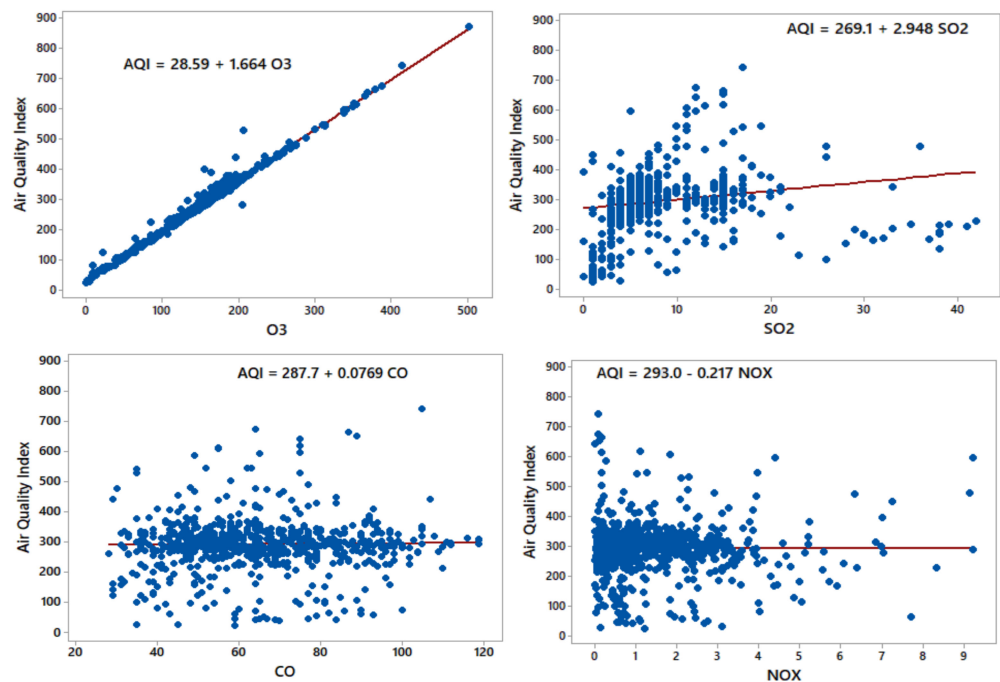 900
800
700
600
500
400
300
200
100
0
Air Quality Index
AQI = 28.59 + 1.664 O3
0 100 200 300 400 500
O3
900
800
700
600
500
400
300
200
100
0
Air Quality Index
AQI = 269.1 + 2.948 SO2
0 10 20 30 40
SO2
900
800
700
600
500
400
300
200
100
0
Air Quality Index
AQI = 287.7 + 0.0769 CO
20 40 60 80 100 120
CO
900
800
700
600
500
400
300
200
100
0
Air Quality Index
AQI = 293.0 - 0.217 NOX
0 1 2 3 4 5 6 7 8 9
NOX